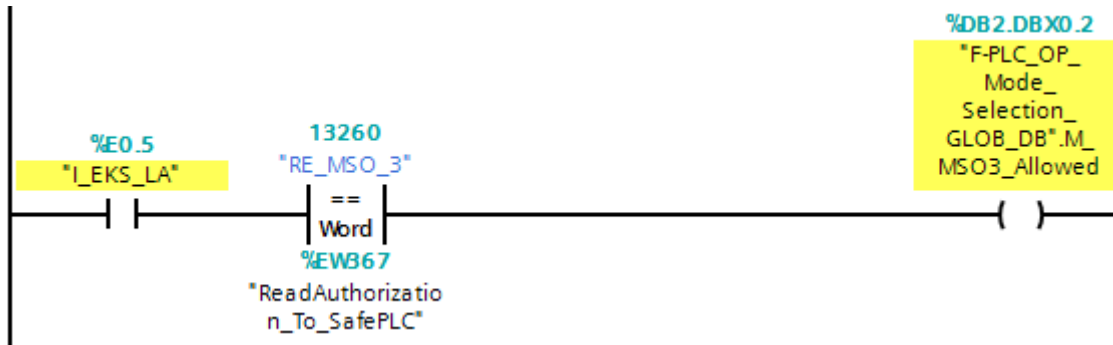 %DB2.DBX0.2
"F-PLC_OP_
Mode_
Selection_
GLOB_DB".M_
MSO3_Allowed
%E0.5
"I_EKS_LA"
13260
"RE_MSO_3"
==
Word
%EW367
"ReadAuthorizatio
n_To_SafePLC"